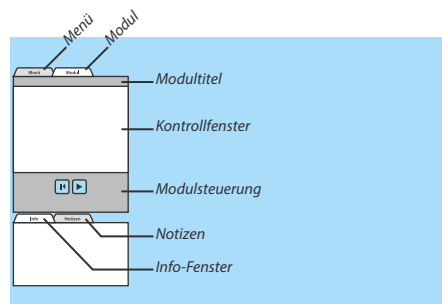 Menü
Modul
Menü
Modul
Modultitel
Kontrollfenster
Modulsteuerung
Info
Notizen
Notizen
Info-Fenster